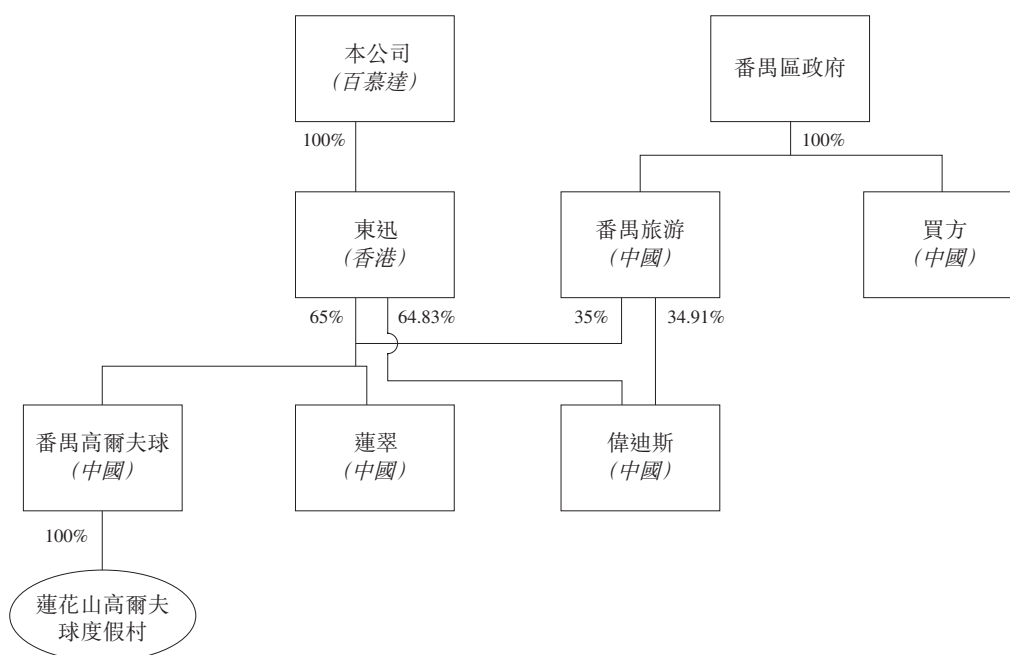 本公司
(百慕達)
番禺區政府
100%
100%
東迅
(香港)
番禺旅游
(中國)
買方
(中國)
65%
64.83%
35%
34.91%
番禺高爾夫球
(中國)
蓮翠
(中國)
偉迪斯
(中國)
100%
蓮花山高爾夫
球度假村